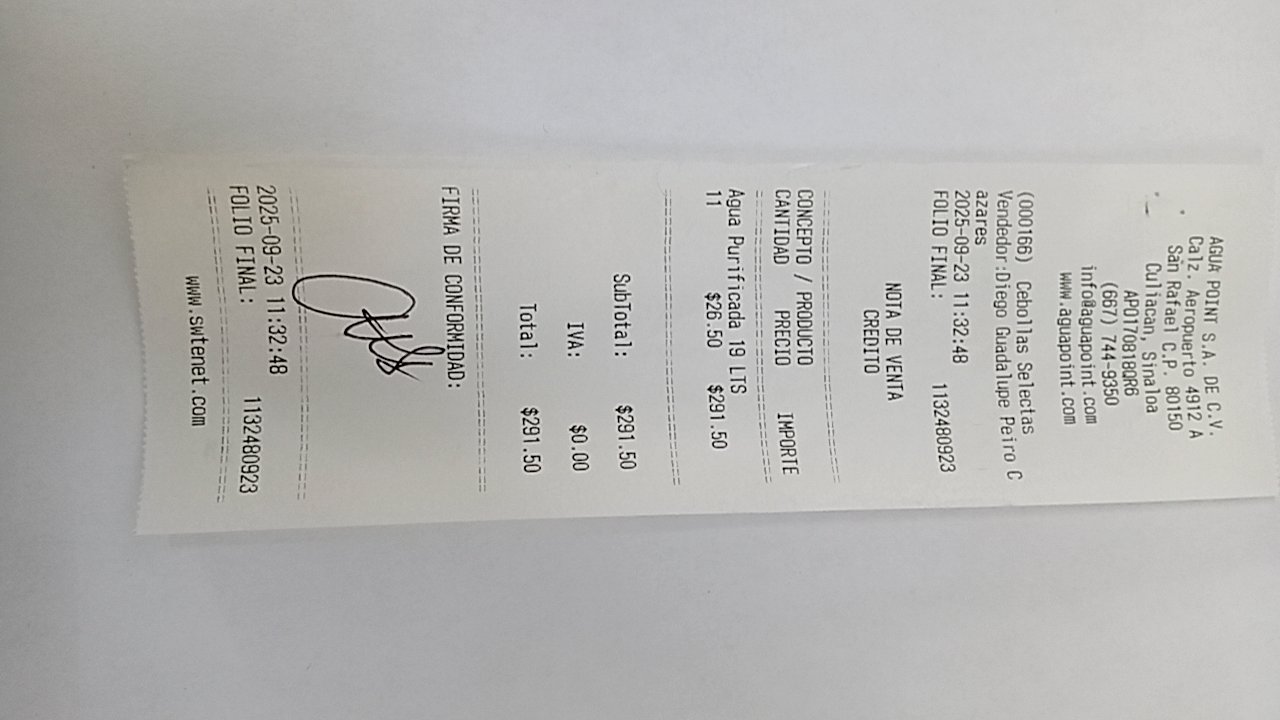 AGUA POINT S.A. DE C.V.
Calz. Aeropuerto 4912 A
San Rafael C.P. 80150
Culiacan, Sinaloa
APO170818QR6
(667) 744-9350
info@aguapoint.com
www.aguapoint.com
(000166) Cebollas Selectas
Vendedor:Diego Guadalupe Peiro C
azares
2025-09-23 11:32:48
FOLIO FINAL: 1132480923
NOTA DE VENTA
CREDITO
CONCEPTO / PRODUCTO
CANTIDAD PRECIO IMPORTE
Agua Purificada 19 LTS
11 $26.50 $291.50
SubTotal: $291.50
IVA: $0.00
Total: $291.50
FIRMA DE CONFORMIDAD:
2025-09-23 11:32:48
FOLIO FINAL: 1132480923
www.swtenet.com